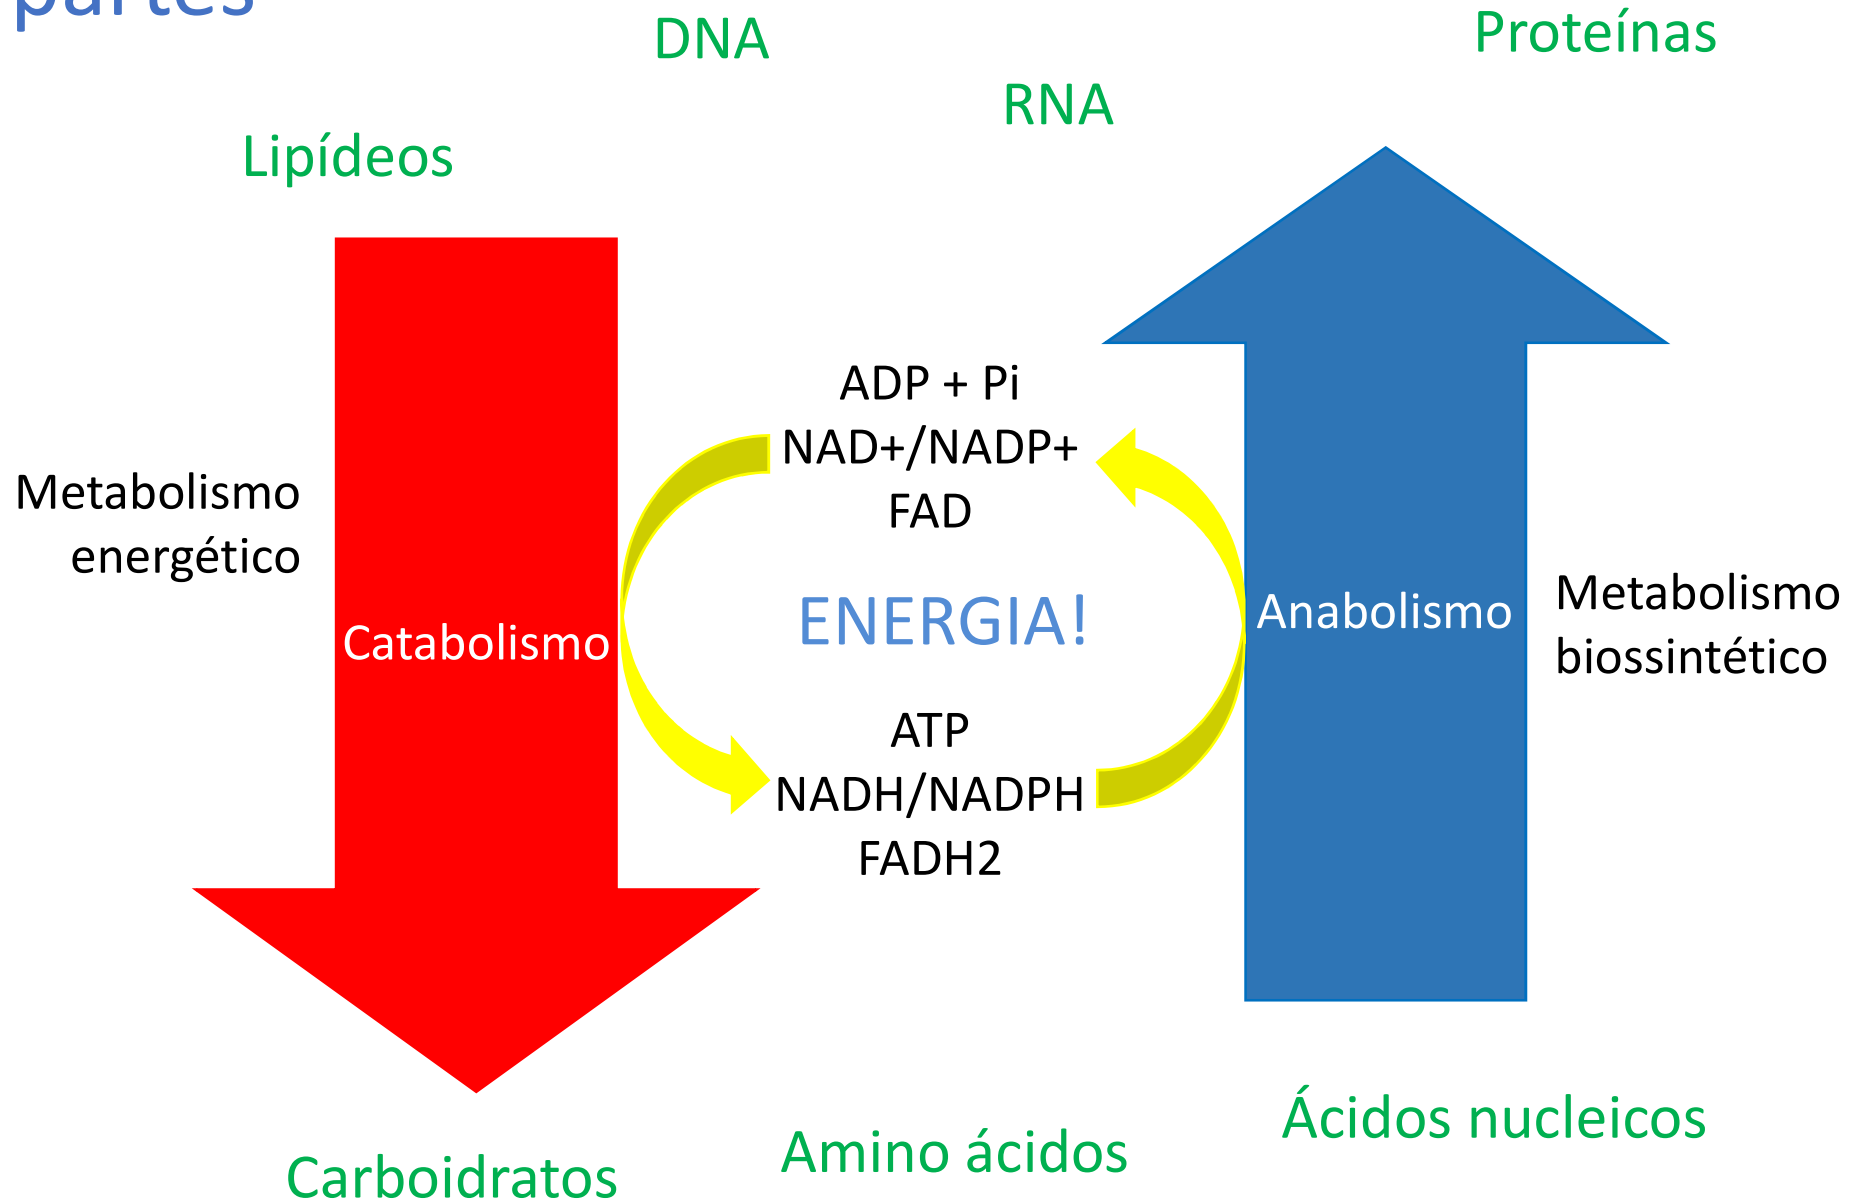 partes
DNA
Proteínas
RNA
Lipídeos
ADP + Pi
NAD+/NADP+
FAD
Metabolismo
energético
ENERGIA!
Catabolismo
Anabolismo
Metabolismo
biossintético
ATP
NADH/NADPH
FADH2
Ácidos nucleicos
Amino ácidos
Carboidratos